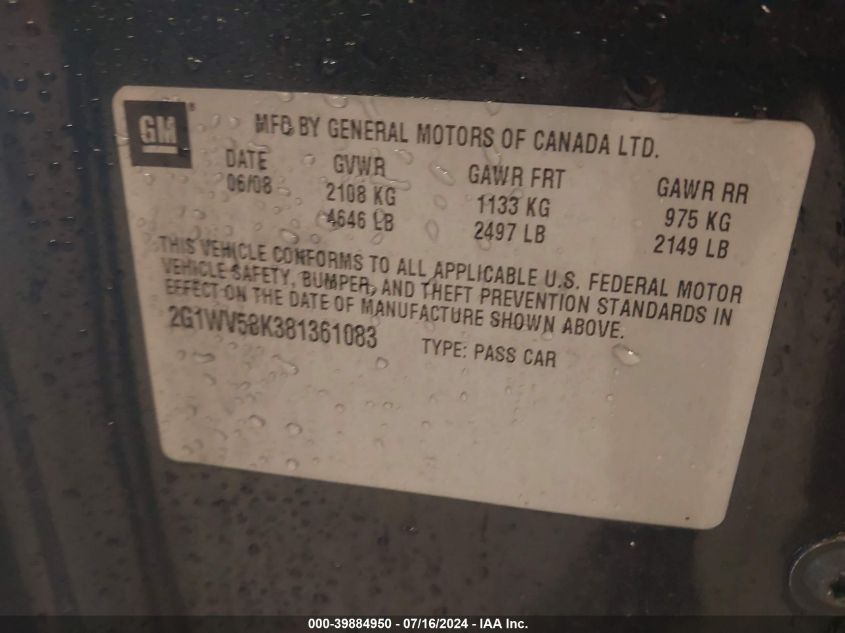 GM®
MFD BY GENERAL MOTORS OF CANADA LTD.
DATE GVWR GAWR FRT GAWR RR
06/08 2108 KG 1133 KG 975 KG
4646 LB 2497 LB 2149 LB
THIS VEHICLE CONFORMS TO ALL APPLICABLE U.S. FEDERAL MOTOR
VEHICLE SAFETY, BUMPER, AND THEFT PREVENTION STANDARDS IN
EFFECT ON THE DATE OF MANUFACTURE SHOWN ABOVE.
2G1WV58K381361083 TYPE: PASS CAR
000-39884950 - 07/16/2024 - IAA Inc.